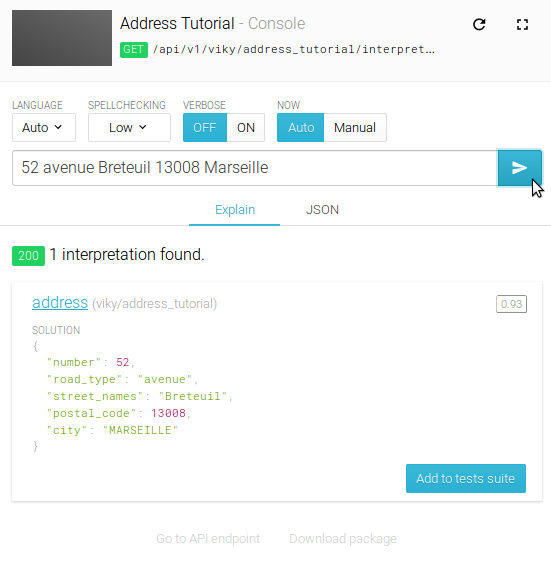 Address Tutorial - Console
GET /api/v1/viky/address_tutorial/interpret…
LANGUAGE SPELLCHECKING VERBOSE NOW
Auto Low OFF ON Auto Manual
52 avenue Breteuil 13008 Marseille
Explain JSON
200 1 interpretation found.
address (viky/address_tutorial) 0.93
SOLUTION
{
"number": 52,
"road_type": "avenue",
"street_names": "Breteuil",
"postal_code": 13008,
"city": "MARSEILLE"
}
Add to tests suite
Go to API endpoint Download package